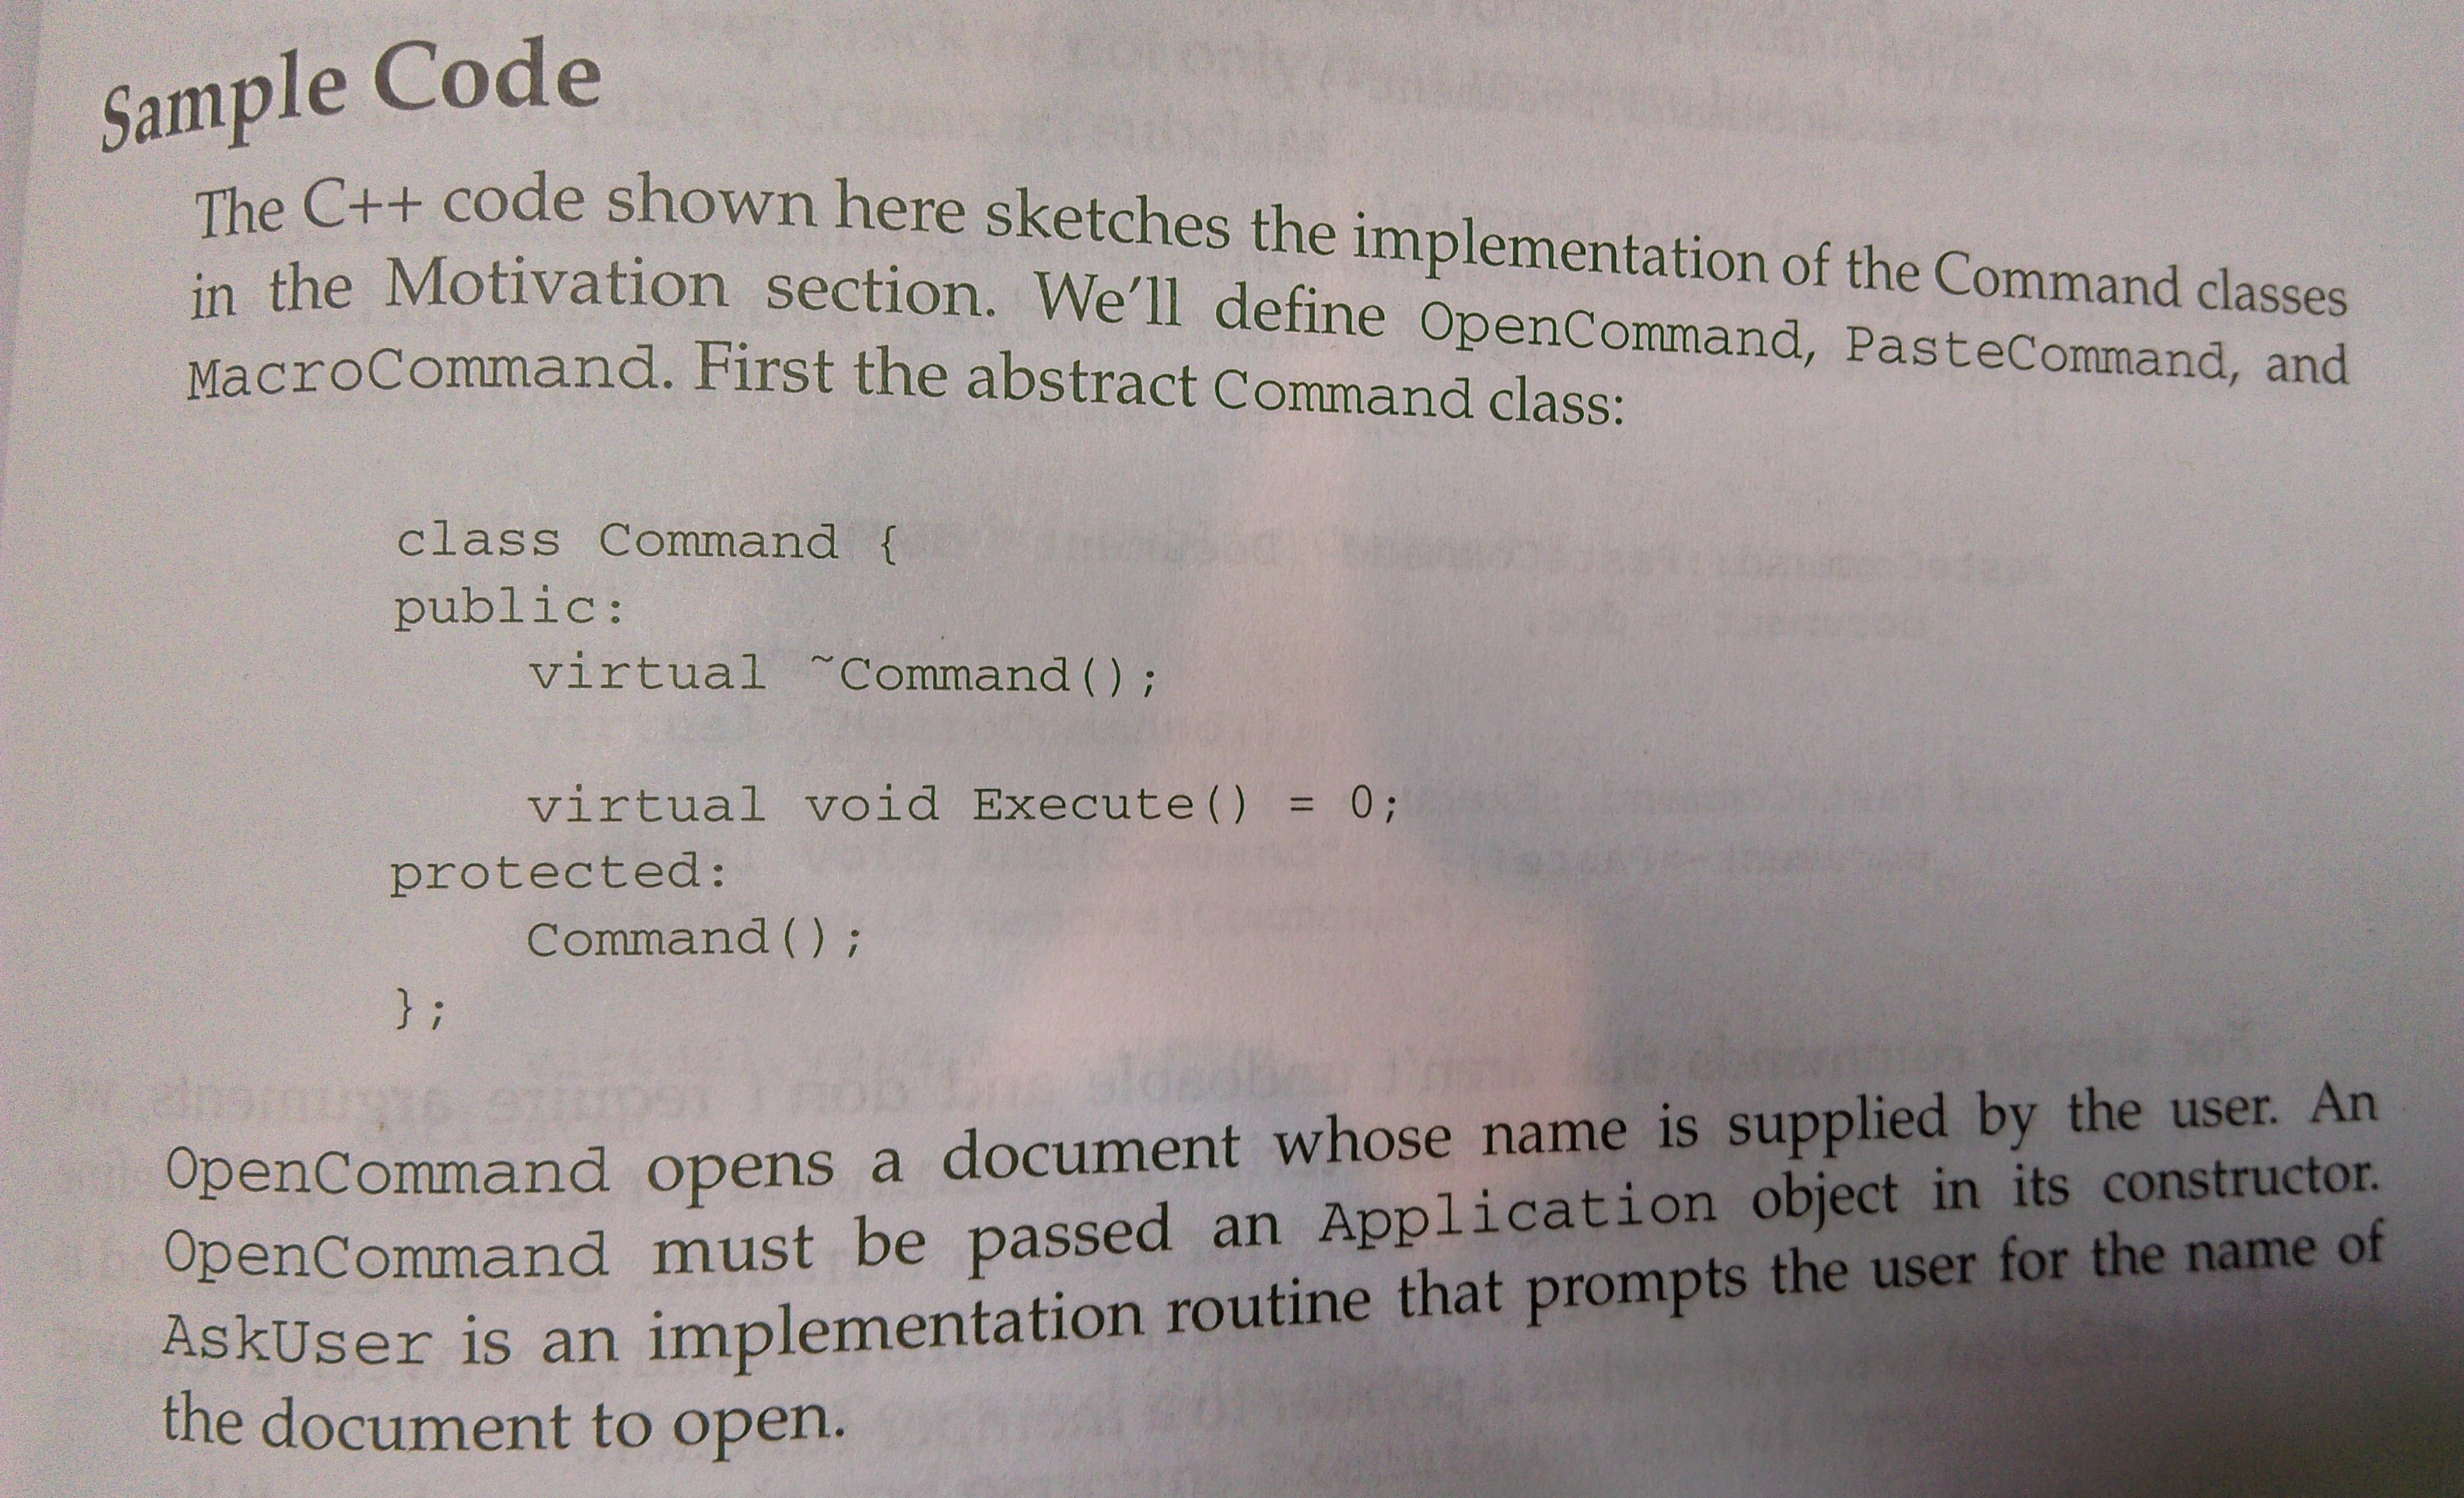 Sample Code
The C++ code shown here sketches the implementation of the Command classes
in the Motivation section. We'll define OpenCommand, PasteCommand, and
MacroCommand. First the abstract Command class:
class Command {
public:
    virtual ~Command();
    virtual void Execute() = 0;
protected:
    Command();
};
OpenCommand opens a document whose name is supplied by the user. An
OpenCommand must be passed an Application object in its constructor.
AskUser is an implementation routine that prompts the user for the name of
the document to open.